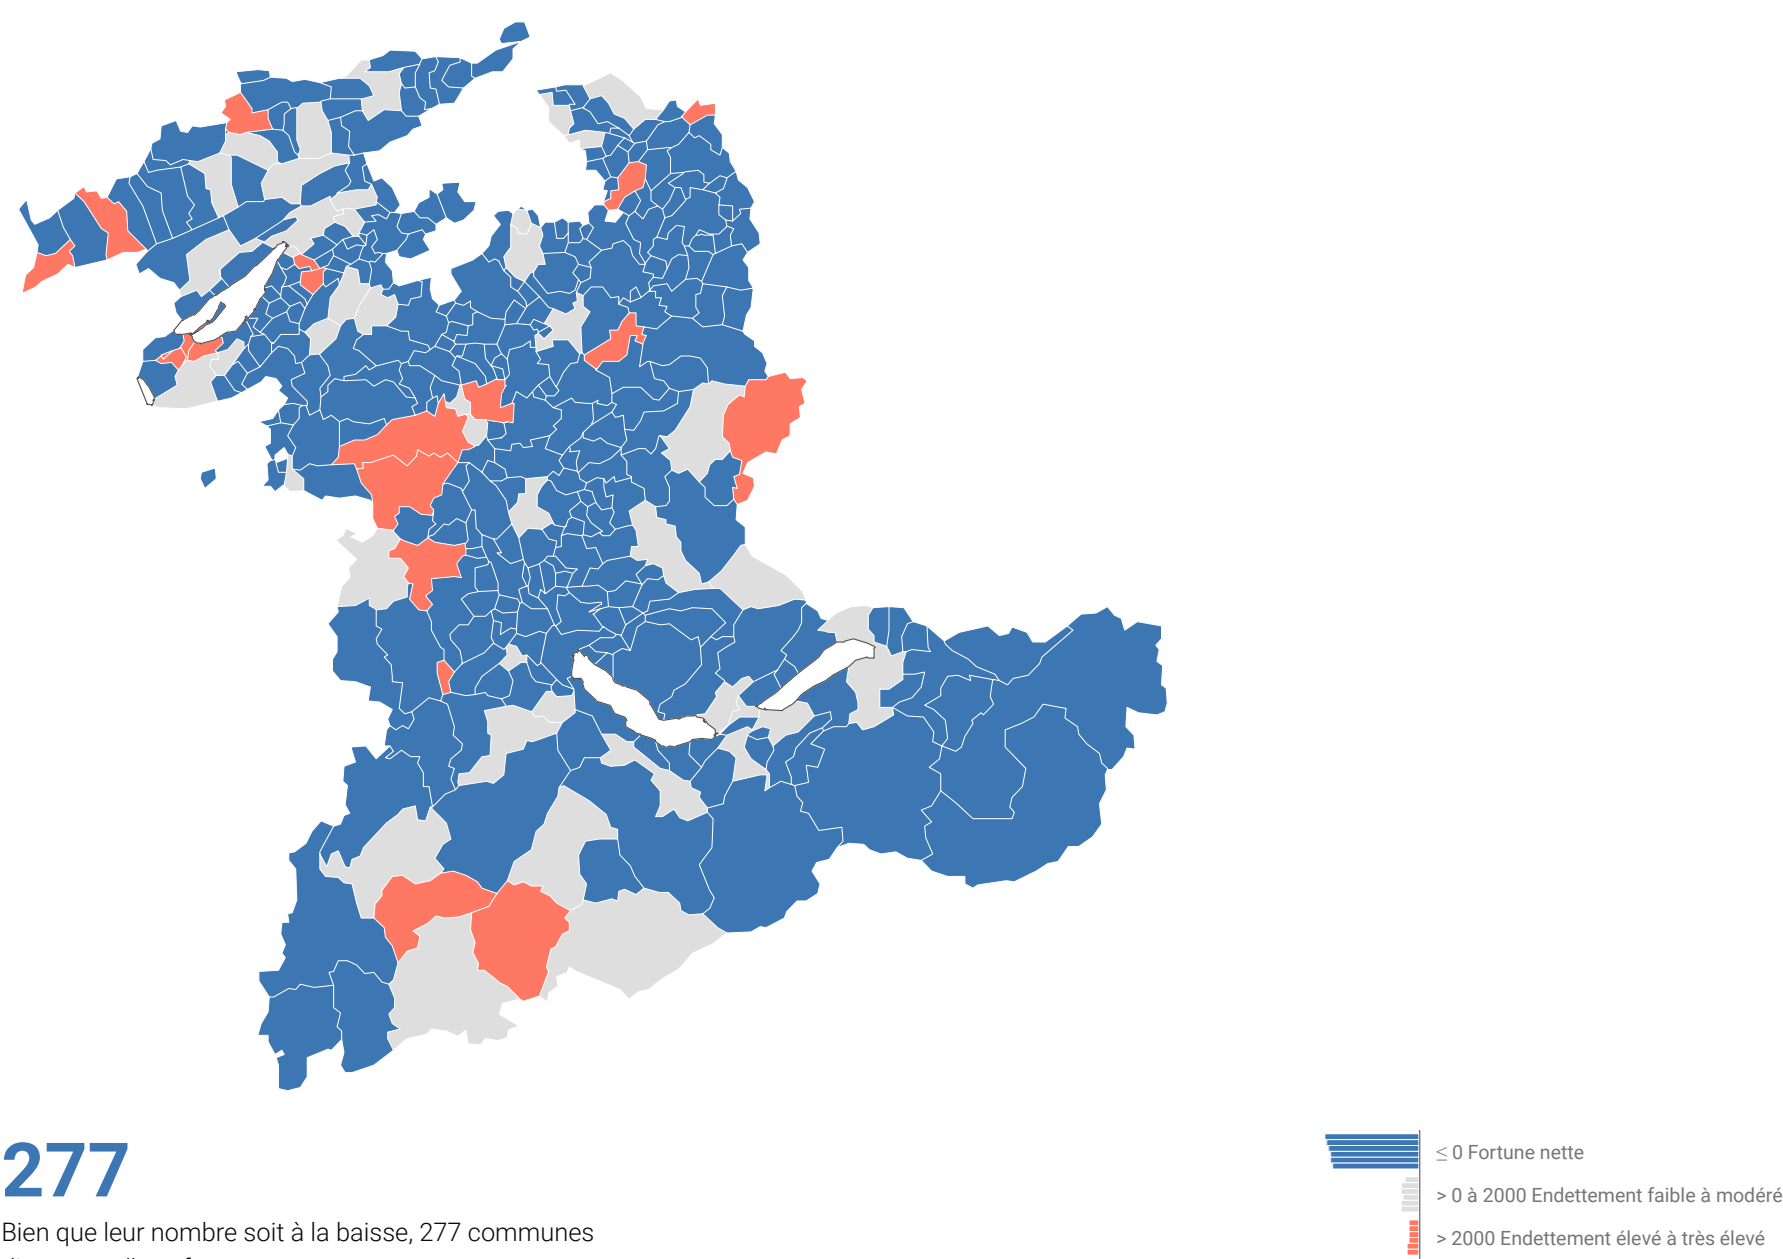 277
Bien que leur nombre soit à la baisse, 277 communes
≤ 0 Fortune nette
> 0 à 2000 Endettement faible à modéré
> 2000 Endettement élevé à très élevé